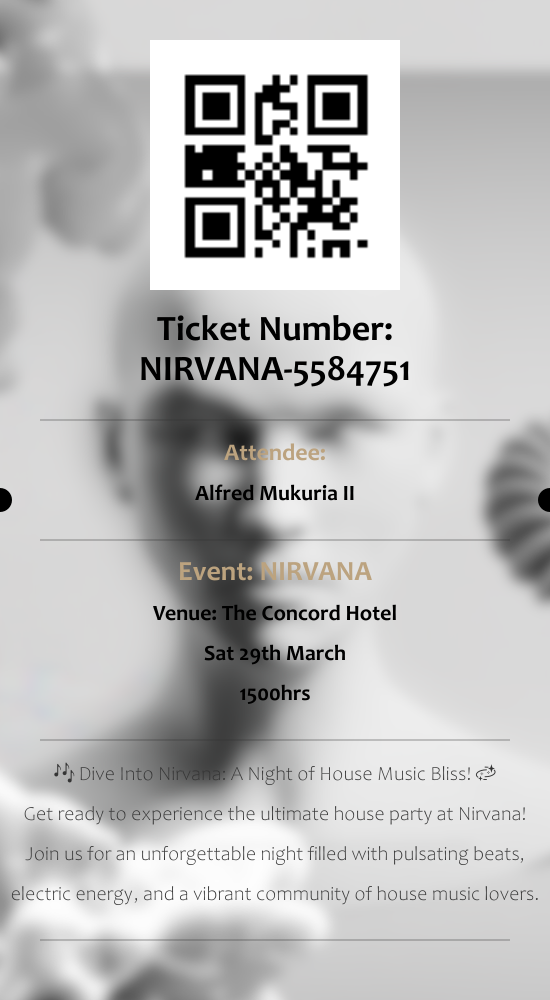 Ticket Number:
NIRVANA-5584751
Attendee:
Alfred Mukuria II
Event: NIRVANA
Venue: The Concord Hotel
Sat 29th March
1500hrs
🎶 Dive Into Nirvana: A Night of House Music Bliss! 💫
Get ready to experience the ultimate house party at Nirvana!
Join us for an unforgettable night filled with pulsating beats,
electric energy, and a vibrant community of house music lovers.